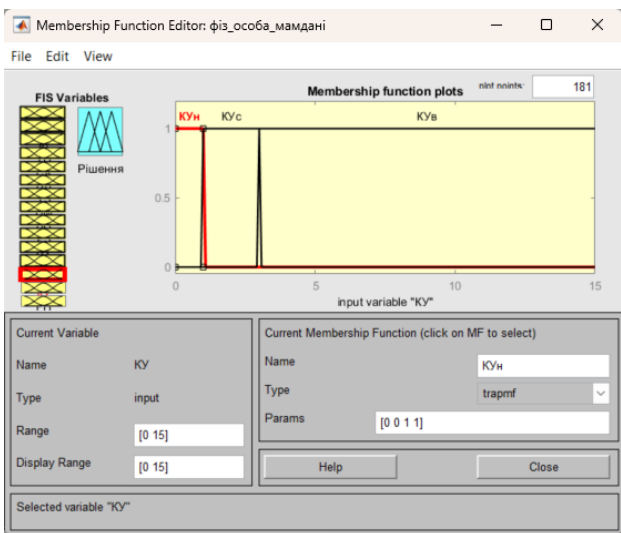 Membership Function Editor: фіз_особа_мамдані
File Edit View
FIS Variables
Рішення
Membership function plots
plot points:
181
КУн КУс КУв
1
0.5
0
0 5 10 15
input variable "КУ"
Current Variable
Name КУ
Type input
Range [0 15]
Display Range [0 15]
Current Membership Function (click on MF to select)
Name КУн
Type trapmf
Params [0 0 1 1]
Help Close
Selected variable "КУ"